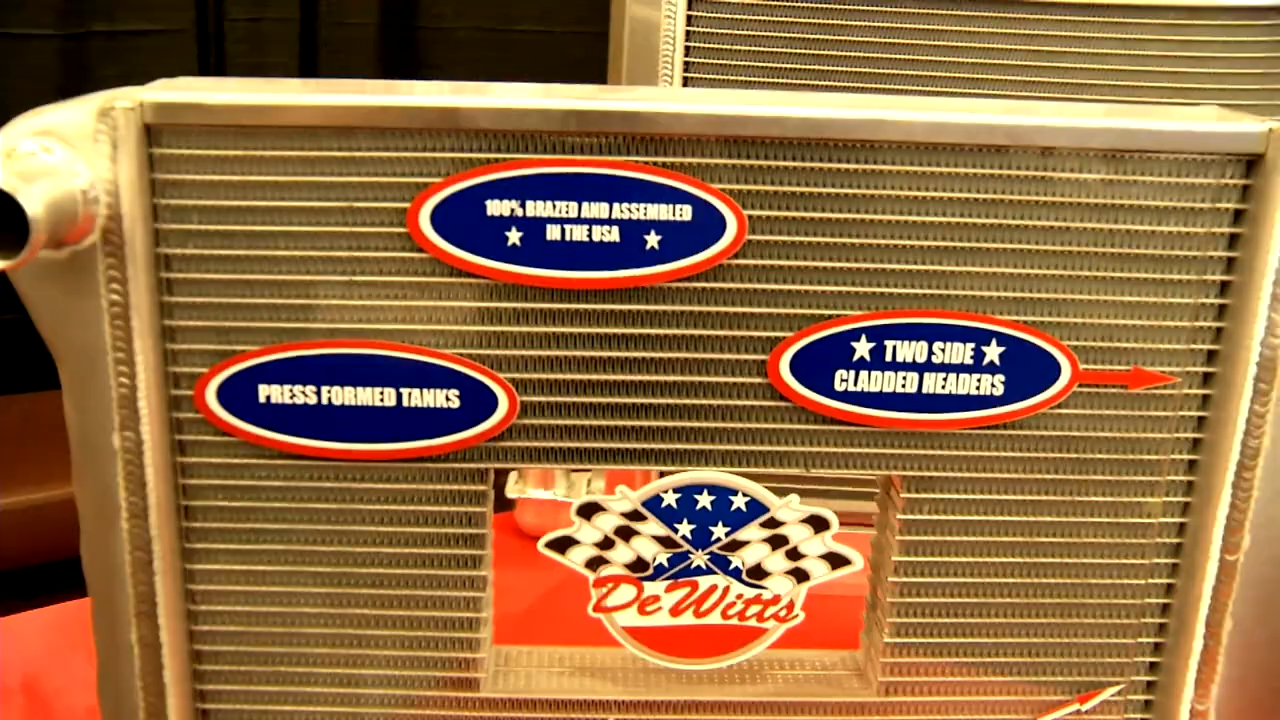 100% BRAZED AND ASSEMBLED
IN THE USA
TWO SIDE
CLADDED HEADERS
PRESS FORMED TANKS
DeWitts